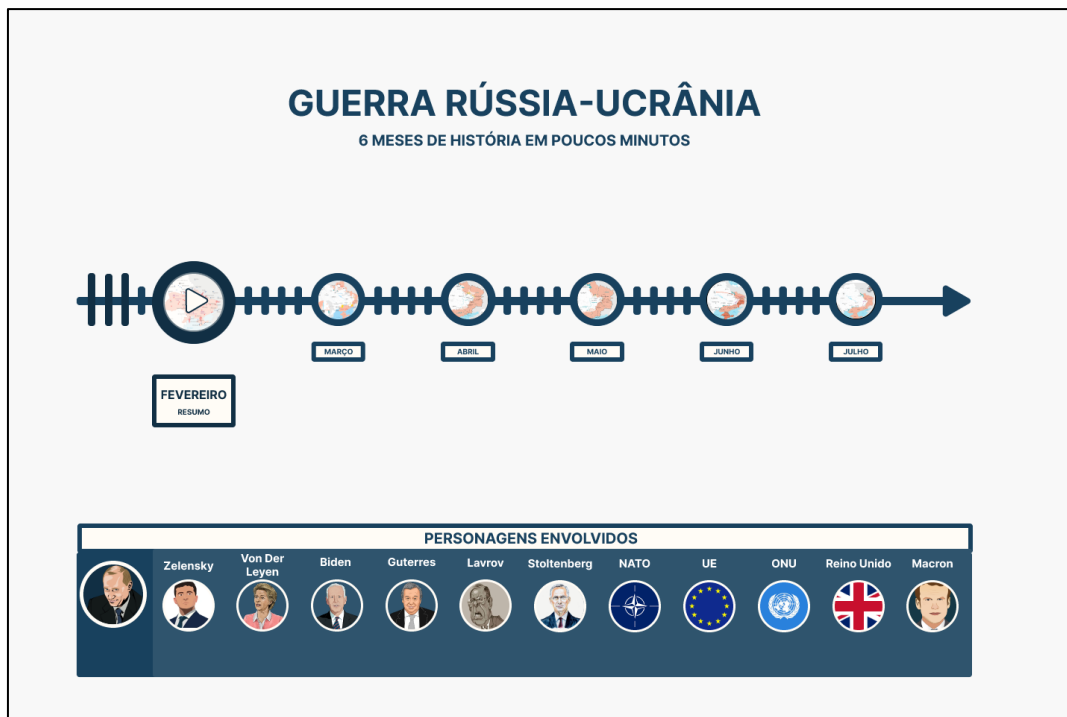 GUERRA RÚSSIA-UCRÂNIA
6 MESES DE HISTÓRIA EM POUCOS MINUTOS
MARÇO
ABRIL
MAIO
JUNHO
JULHO
FEVEREIRO
RESUMO
PERSONAGENS ENVOLVIDOS
Zelensky
Von Der
Leyen
Biden
Guterres
Lavrov
Stoltenberg
NATO
UE
ONU
Reino Unido
Macron